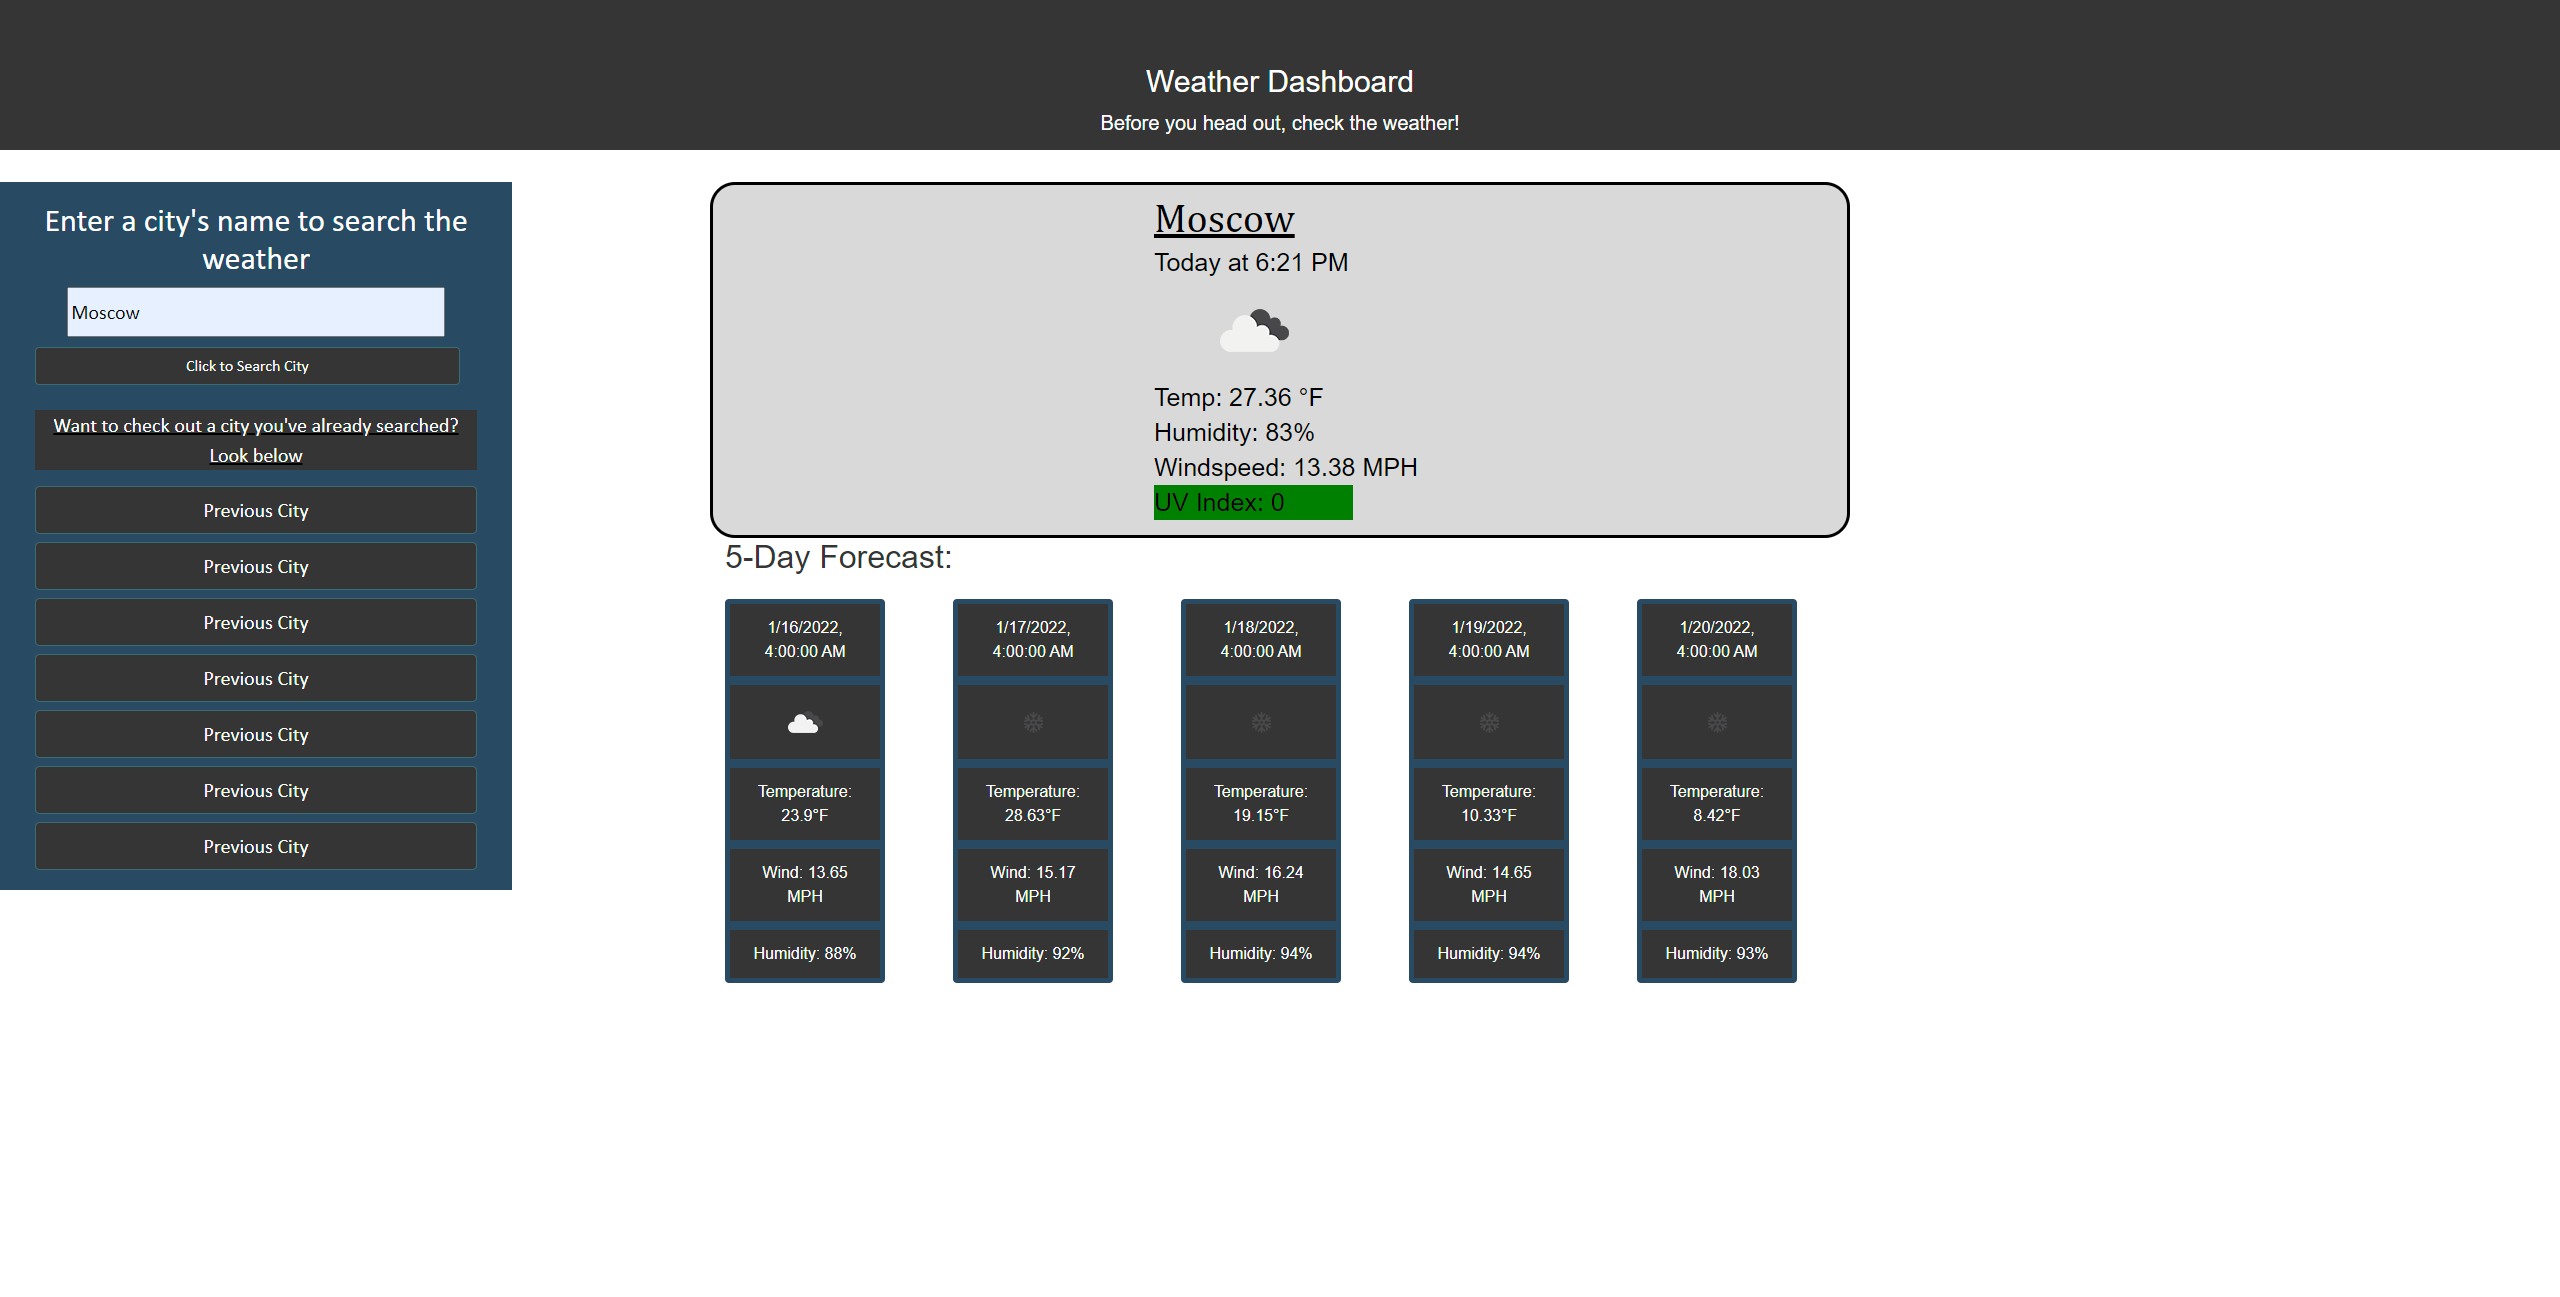 Weather Dashboard
Before you head out, check the weather!
Enter a city's name to search the
weather
Moscow
Click to Search City
Want to check out a city you've already searched?
Look below
Previous City
Previous City
Previous City
Previous City
Previous City
Previous City
Previous City
Moscow
Today at 6:21 PM
Temp: 27.36 °F
Humidity: 83%
Windspeed: 13.38 MPH
UV Index: 0
5-Day Forecast:
1/16/2022,
4:00:00 AM
Temperature:
23.9°F
Wind: 13.65
MPH
Humidity: 88%
1/17/2022,
4:00:00 AM
Temperature:
28.63°F
Wind: 15.17
MPH
Humidity: 92%
1/18/2022,
4:00:00 AM
Temperature:
19.15°F
Wind: 16.24
MPH
Humidity: 94%
1/19/2022,
4:00:00 AM
Temperature:
10.33°F
Wind: 14.65
MPH
Humidity: 94%
1/20/2022,
4:00:00 AM
Temperature:
8.42°F
Wind: 18.03
MPH
Humidity: 93%